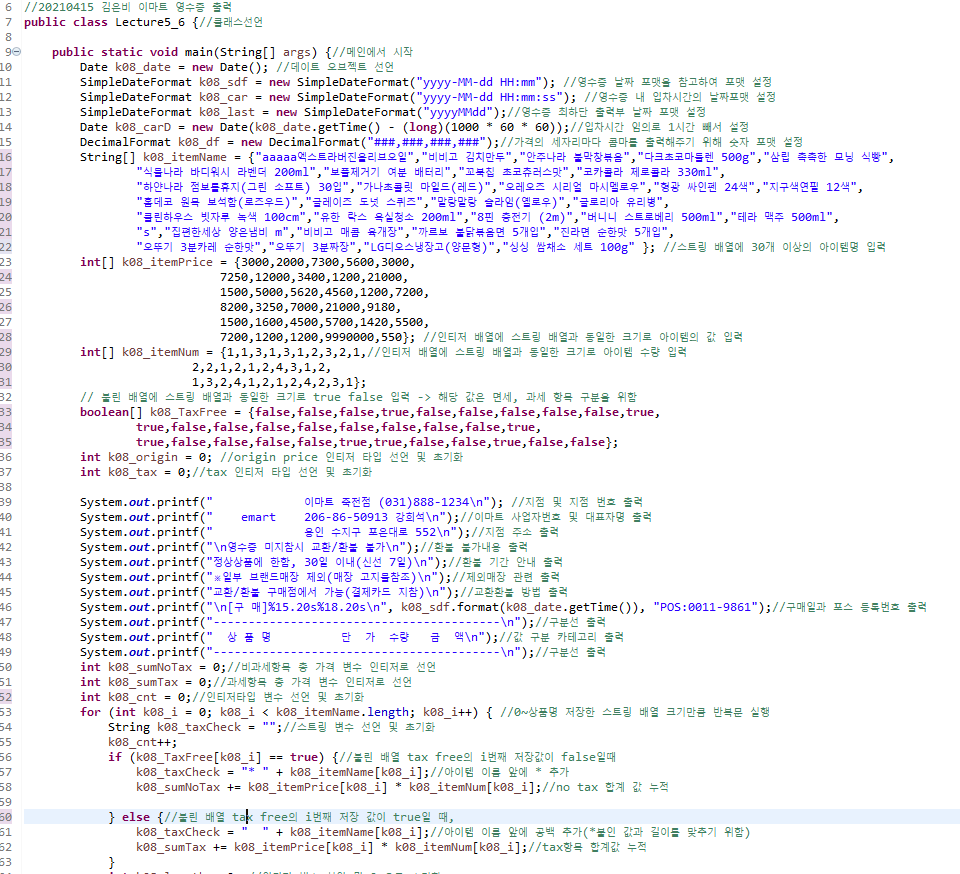 6 //20210415 김은비 이마트 영수증 출력
7 public class Lecture5_6 {//클래스선언
8
9 public static void main(String[] args) {//메인에서 시작
10 Date k08_date = new Date(); //데이트 오브젝트 선언
11 SimpleDateFormat k08_sdf = new SimpleDateFormat("yyyy-MM-dd HH:mm"); //영수증 날짜 포맷을 참고하여 포맷 설정
12 SimpleDateFormat k08_car = new SimpleDateFormat("yyyy-MM-dd HH:mm:ss"); //영수증 내 입차시간의 날짜포맷 설정
13 SimpleDateFormat k08_last = new SimpleDateFormat("yyyyMMdd");//영수증 최하단 출력부 날짜 포맷 설정
14 Date k08_carD = new Date(k08_date.getTime() - (long)(1000 * 60 * 60));//입차시간 임의로 1시간 빼서 설정
15 DecimalFormat k08_df = new DecimalFormat("###,###,###,###");//가격의 세자리마다 콤마를 출력해주기 위해 숫자 포맷 설정
16 String[] k08_itemName = {"aaaaa엑스트라버진올리브오일","비비고 김치만두","안주나라 불막창볶음","다크초코마들렌 500g","삼립 촉촉한 모닝 식빵",
17 "식물나라 바디워시 라벤더 200ml","보풀제거기 여분 배터리","꼬북칩 초코츄러스맛","코카콜라 제로콜라 330ml",
18 "하얀나라 점보롤휴지(그린 소프트) 30입","가나초콜릿 마일드(레드)","오레오즈 시리얼 마시멜로우","형광 싸인펜 24색","지구색연필 12색",
19 "홈데코 원목 보석함(로즈우드)","글레이즈 도넛 스쿼즈","말랑말랑 슬라임(옐로우)","글로리아 유리병",
20 "클린하우스 빗자루 녹색 100cm","유한 락스 욕실청소 200ml","8핀 충전기 (2m)","버니니 스트로베리 500ml","테라 맥주 500ml",
21 "s","집편한세상 양은냄비 m","비비고 매콤 육개장","까르보 불닭볶음면 5개입","진라면 순한맛 5개입",
22 "오뚜기 3분카레 순한맛","오뚜기 3분짜장","LG디오스냉장고(양문형)","싱싱 쌈채소 세트 100g" }; //스트링 배열에 30개 이상의 아이템명 입력
23 int[] k08_itemPrice = {3000,2000,7300,5600,3000,
24 7250,12000,3400,1200,21000,
25 1500,5000,5620,4560,1200,7200,
26 8200,3250,7000,21000,9180,
27 1500,1600,4500,5700,1420,5500,
28 7200,1200,1200,9990000,550}; //인티저 배열에 스트링 배열과 동일한 크기로 아이템의 값 입력
29 int[] k08_itemNum = {1,1,3,1,3,1,2,3,2,1,//인티저 배열에 스트링 배열과 동일한 크기로 아이템 수량 입력
30 2,2,1,2,1,2,4,3,1,2,
31 1,3,2,4,1,2,1,2,4,2,3,1};
32 // 불린 배열에 스트링 배열과 동일한 크기로 true false 입력 -> 해당 값은 면세, 과세 항목 구분을 위함
33 boolean[] k08_TaxFree = {false,false,false,true,false,false,false,false,false,true,
34 true,false,false,false,false,false,false,false,false,true,
35 true,false,false,false,false,true,true,false,false,true,false,false};
36 int k08_origin = 0; //origin price 인티저 타입 선언 및 초기화
37 int k08_tax = 0;//tax 인티저 타입 선언 및 초기화
38
39 System.out.printf(" 이마트 죽전점 (031)888-1234\n"); //지점 및 지점 번호 출력
40 System.out.printf(" emart 206-86-50913 강희석\n");//이마트 사업자번호 및 대표자명 출력
41 System.out.printf(" 용인 수지구 포은대로 552\n");//지점 주소 출력
42 System.out.printf("\n영수증 미지참시 교환/환불 불가\n");//환불 불가내용 출력
43 System.out.printf("정상상품에 한함, 30일 이내(신선 7일)\n");//환불 기간 안내 출력
44 System.out.printf("※일부 브랜드매장 제외(매장 고지물참조)\n");//제외매장 관련 출력
45 System.out.printf("교환/환불 구매점에서 가능(결제카드 지참)\n");//교환환불 방법 출력
46 System.out.printf("\n[구 매]%15.20s%18.20s\n", k08_sdf.format(k08_date.getTime()), "POS:0011-9861");//구매일과 포스 등록번호 출력
47 System.out.printf("-----------------------------------------\n");//구분선 출력
48 System.out.printf(" 상 품 명 단 가 수량 금 액\n");//값 구분 카테고리 출력
49 System.out.printf("-----------------------------------------\n");//구분선 출력
50 int k08_sumNoTax = 0;//비과세항목 총 가격 변수 인티저로 선언
51 int k08_sumTax = 0;//과세항목 총 가격 변수 인티저로 선언
52 int k08_cnt = 0;//인티저타입 변수 선언 및 초기화
53 for (int k08_i = 0; k08_i < k08_itemName.length; k08_i++) { //0~상품명 저장한 스트링 배열 크기만큼 반복문 실행
54 String k08_taxCheck = "";//스트링 변수 선언 및 초기화
55 k08_cnt++;
56 if (k08_TaxFree[k08_i] == true) {//불린 배열 tax free의 i번째 저장값이 false일때
57 k08_taxCheck = "* " + k08_itemName[k08_i];//아이템 이름 앞에 * 추가
58 k08_sumNoTax += k08_itemPrice[k08_i] * k08_itemNum[k08_i];//no tax 합계 값 누적
59
60 } else {//불린 배열 tax free의 i번째 저장 값이 true일 때,
61 k08_taxCheck = "  " + k08_itemName[k08_i];//아이템 이름 앞에 공백 추가(*붙인 값과 길이를 맞추기 위함)
62 k08_sumTax += k08_itemPrice[k08_i] * k08_itemNum[k08_i];//tax항목 합계값 누적
63 }